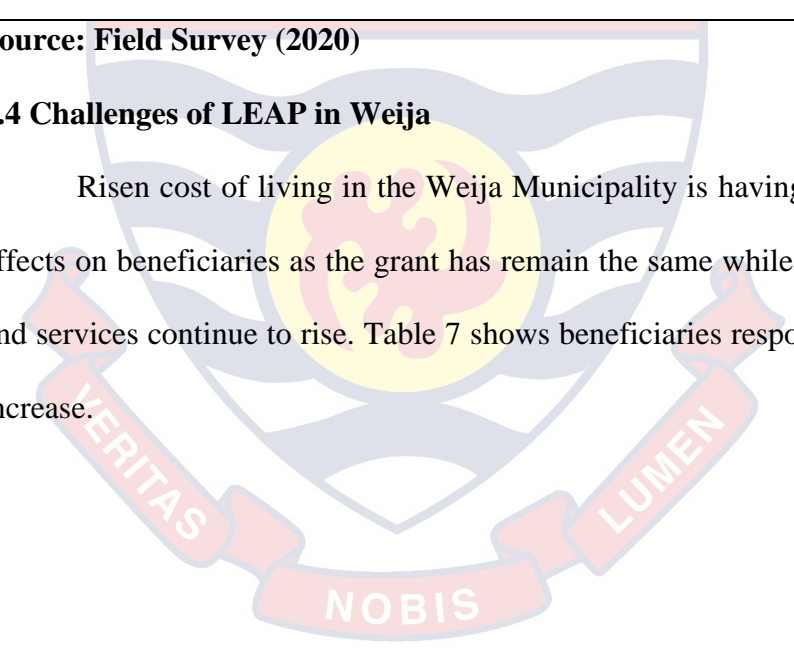 ource: Field Survey (2020)
.4 Challenges of LEAP in Weija
Risen cost of living in the Weija Municipality is having
ffects on beneficiaries as the grant has remain the same while
nd services continue to rise. Table 7 shows beneficiaries respo
ncrease.
VERITAS
NOBIS
LUMEN